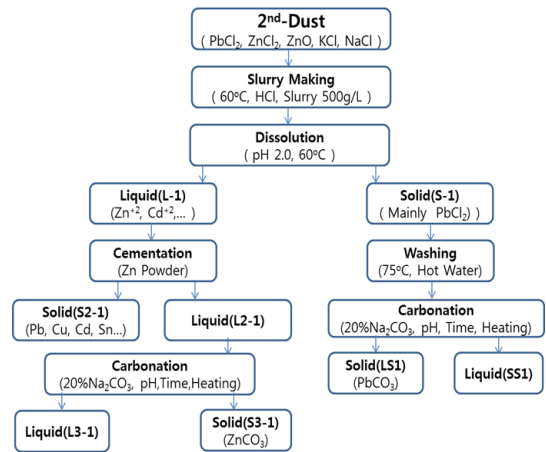 2nd-Dust
( PbCl2, ZnCl2, ZnO, KCl, NaCl )
Slurry Making
( 60°C, HCl, Slurry 500g/L )
Dissolution
( pH 2.0, 60°C )
Liquid(L-1)
(Zn+2, Cd+2,... )
Solid(S-1)
( Mainly PbCl2) )
Cementation
(Zn Powder)
Washing
(75°C, Hot Water)
Solid(S2-1)
(Pb, Cu, Cd, Sn...)
Liquid(L2-1)
Carbonation
(20%Na2CO3, pH, Time, Heating)
Carbonation
(20%Na2CO3, pH,Time,Heating)
Solid(LS1)
(PbCO3)
Liquid(SS1)
Liquid(L3-1)
Solid(S3-1)
(ZnCO3)